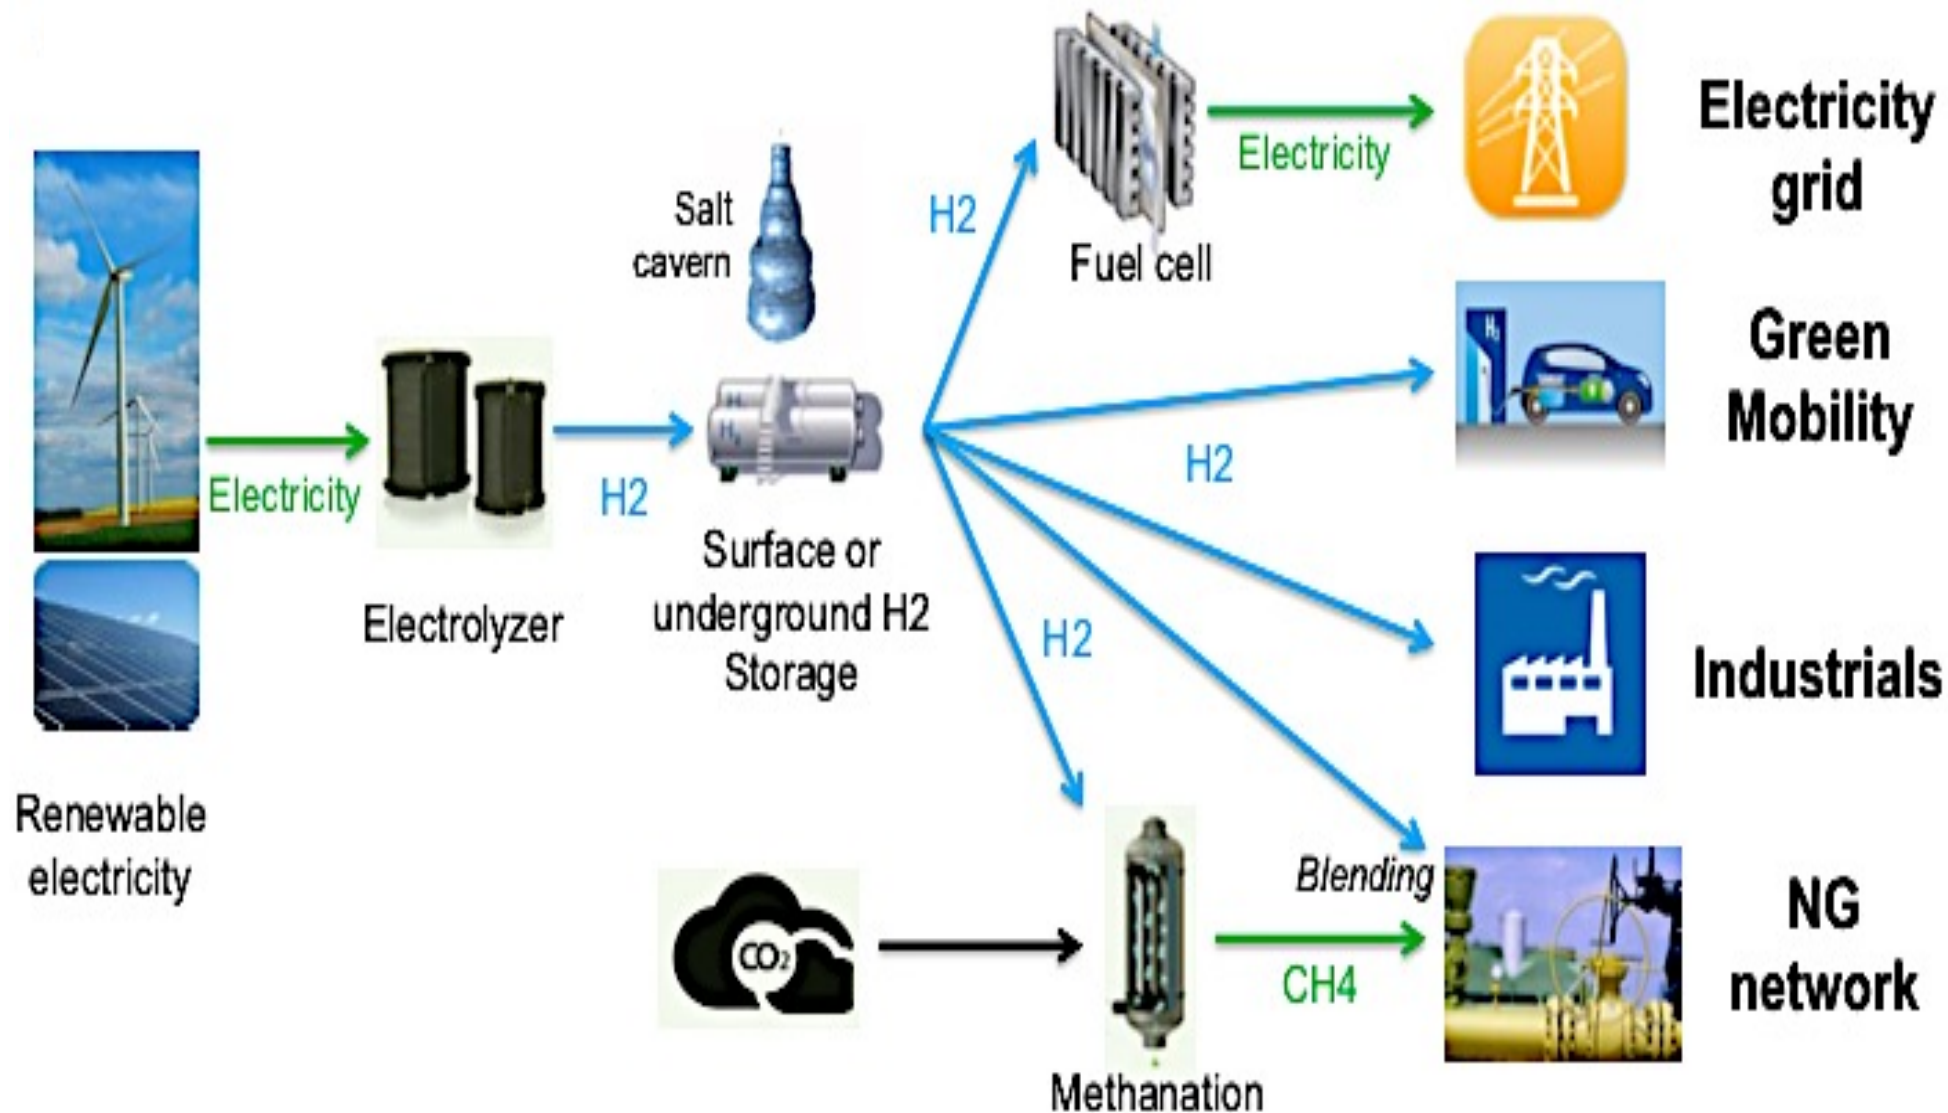 Renewable
electricity
Electricity
Electrolyzer
H2
Salt
cavern
Surface or
underground H2
Storage
H2
Fuel cell
Electricity
Electricity
grid
H2
Green
Mobility
H2
Industrials
CO2
Methanation
Blending
CH4
NG
network